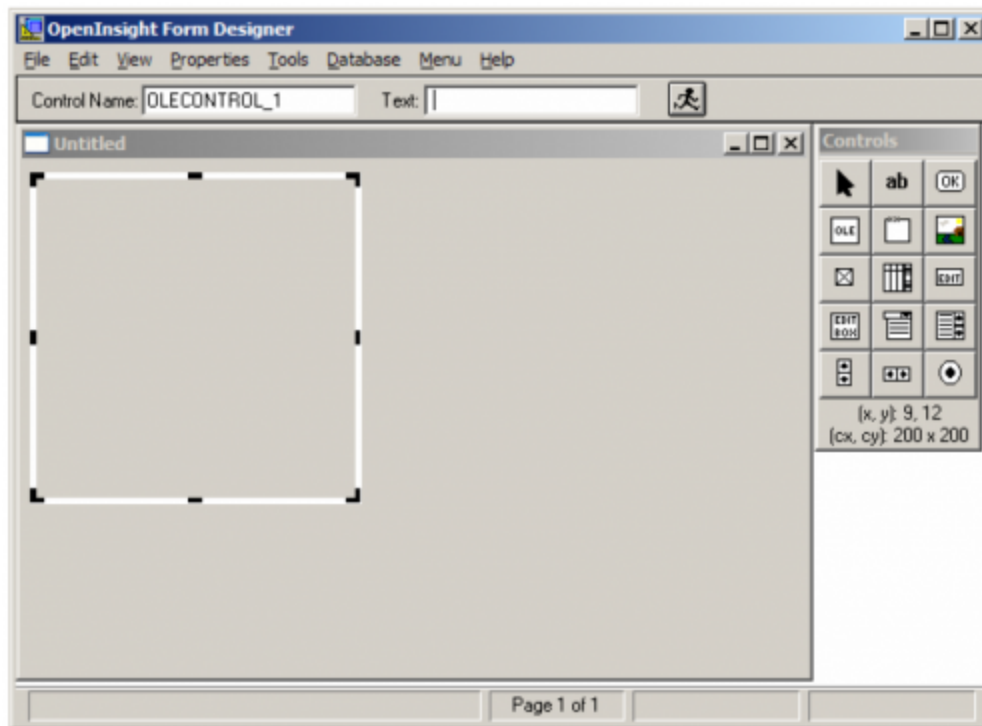 OpenInsight Form Designer
File Edit View Properties Tools Database Menu Help
Control Name: OLECONTROL_1 Text:
Untitled
Controls
ab OK
OLE
EDIT
EDIT
BOX
(x, y): 9, 12
(cx, cy): 200 x 200
Page 1 of 1